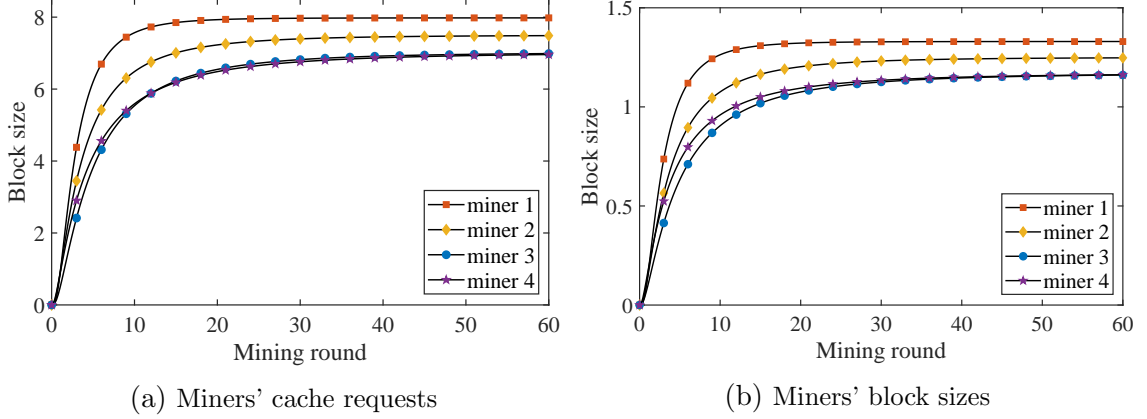 8
6
4
2
0
Block size
0 10 20 30 40 50 60
Mining round
miner 1
miner 2
miner 3
miner 4
(a) Miners' cache requests
1.5
1
0.5
0
Block size
0 10 20 30 40 50 60
Mining round
miner 1
miner 2
miner 3
miner 4
(b) Miners' block sizes